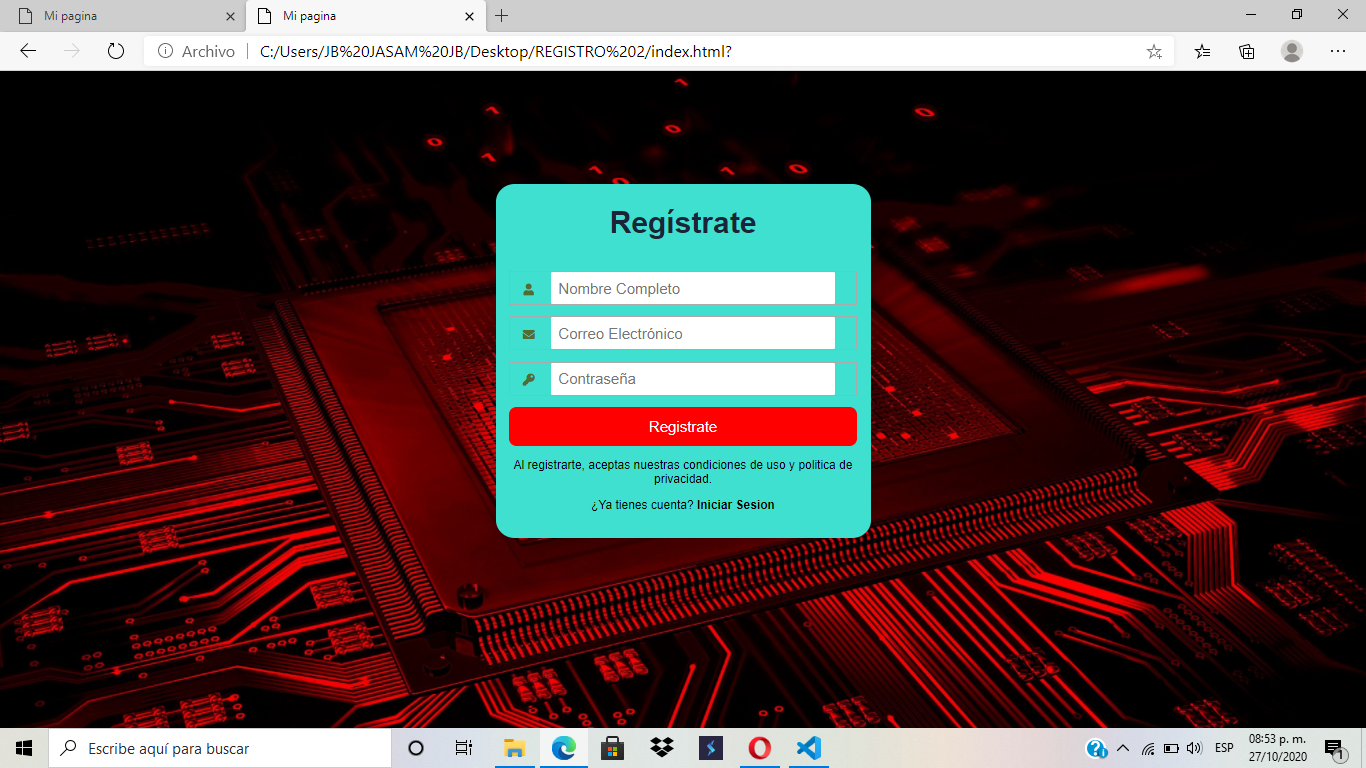 Mi pagina
Mi pagina
Archivo
C:/Users/JB%20JASAM%20JB/Desktop/REGISTRO%202/index.html?
Regístrate
Nombre Completo
Correo Electrónico
Contraseña
Registrate
Al registrarte, aceptas nuestras condiciones de uso y politica de
privacidad.
¿Ya tienes cuenta? Iniciar Sesion
Escribe aquí para buscar
ESP
08:53 p. m.
27/10/2020
1